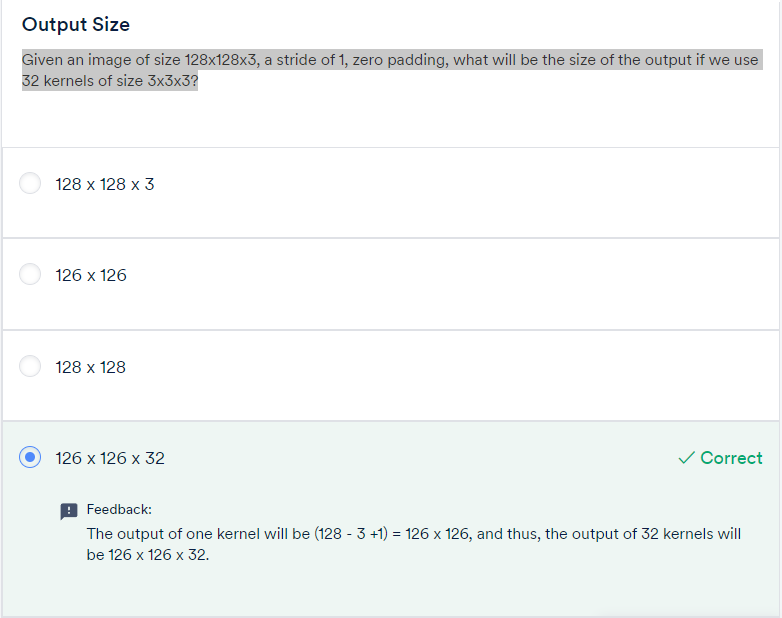 Output Size
Given an image of size 128x128x3, a stride of 1, zero padding, what will be the size of the output if we use
32 kernels of size 3x3x3?
128 x 128 x 3
126 x 126
128 x 128
126 x 126 x 32
Correct
Feedback:
The output of one kernel will be (128 - 3 +1) = 126 x 126, and thus, the output of 32 kernels will
be 126 x 126 x 32.